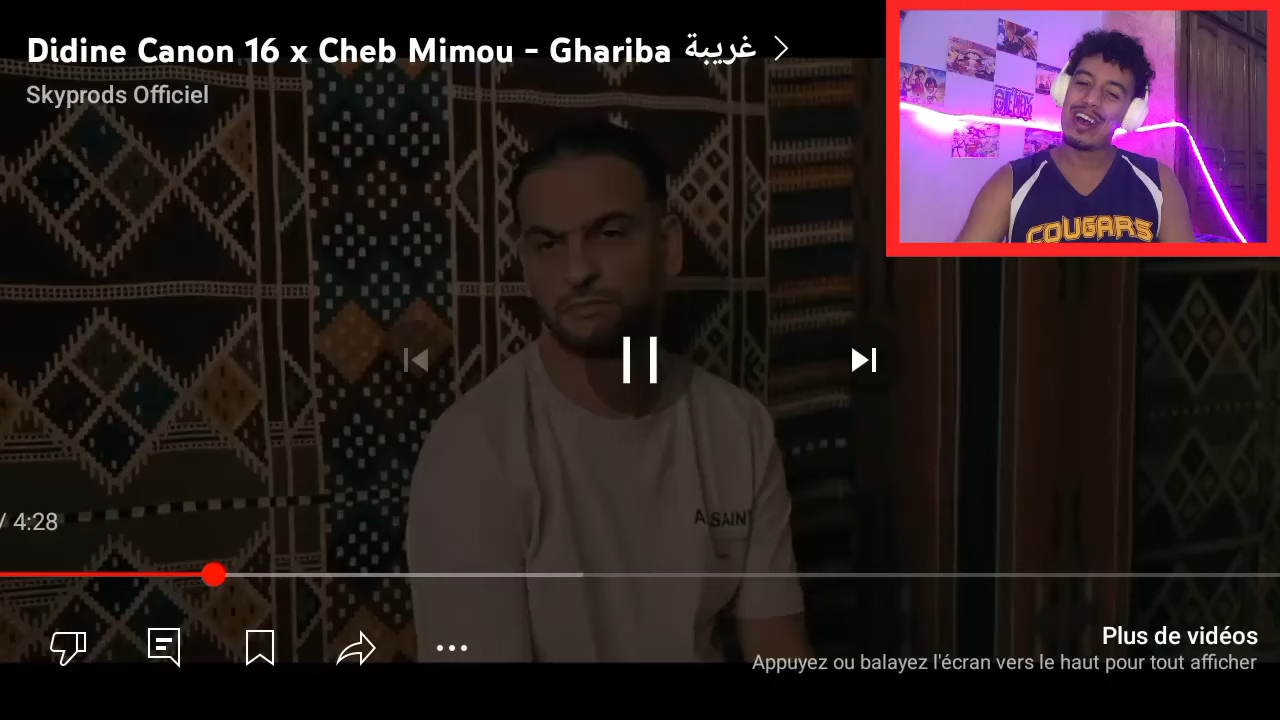 Didine Canon 16 x Cheb Mimou - Ghariba غريبة
Skyprods Officiel
COUGARS
/ 4:28
Plus de vidéos
Appuyez ou balayez l'écran vers le haut pour tout afficher